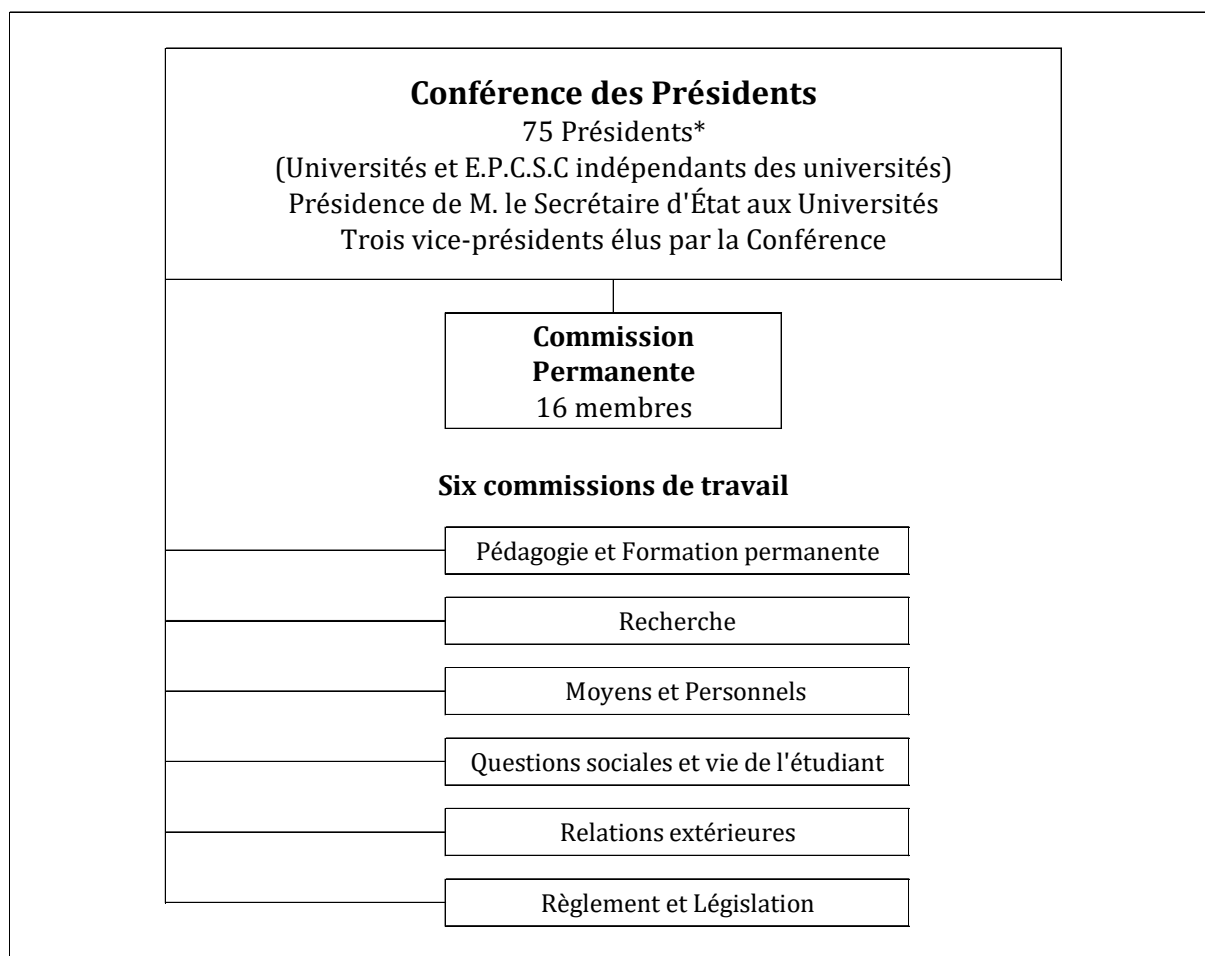 Conférence des Présidents
75 Présidents*
(Universités et E.P.C.S.C indépendants des universités)
Présidence de M. le Secrétaire d'État aux Universités
Trois vice-présidents élus par la Conférence
Commission
Permanente
16 membres
Six commissions de travail
Pédagogie et Formation permanente
Recherche
Moyens et Personnels
Questions sociales et vie de l'étudiant
Relations extérieures
Règlement et Législation